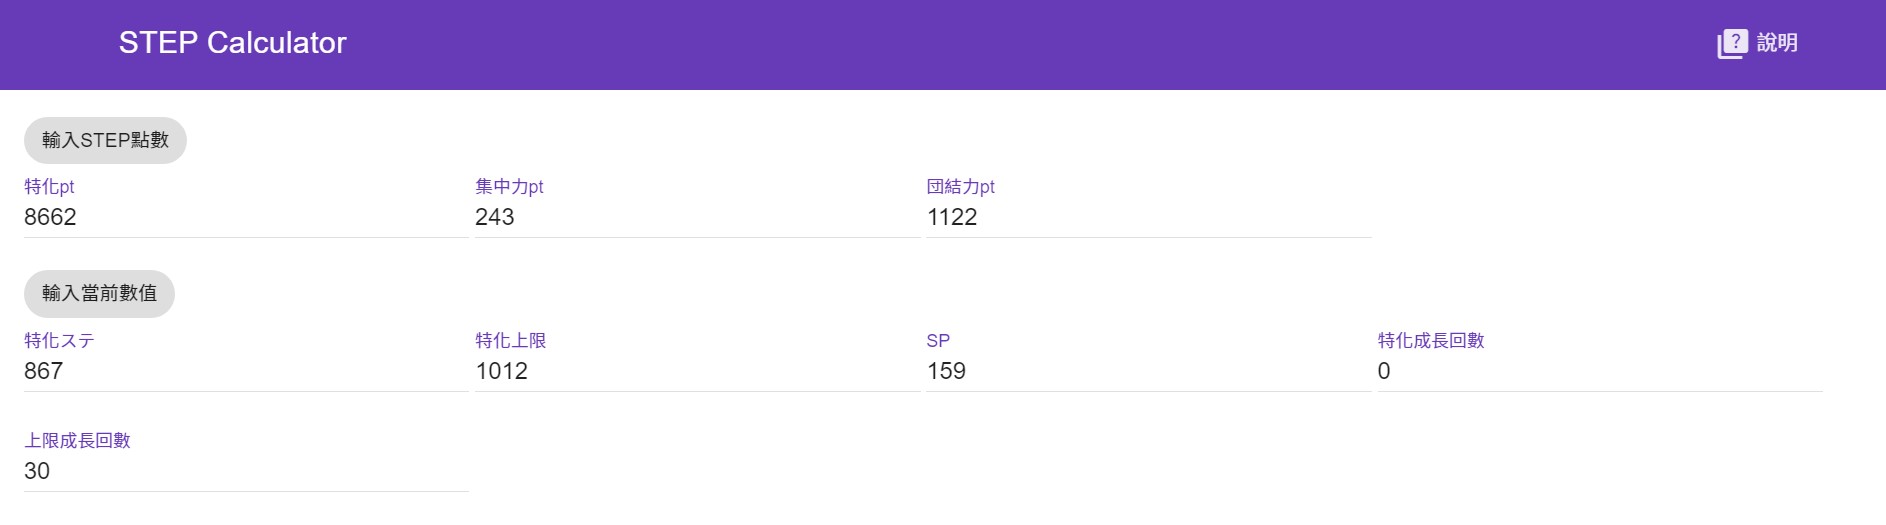 STEP Calculator
說明
輸入STEP點數
特化pt 集中力pt 団結力pt
8662 243 1122
輸入當前數值
特化ステ 特化上限 SP 特化成長回數
867 1012 159 0
上限成長回數
30